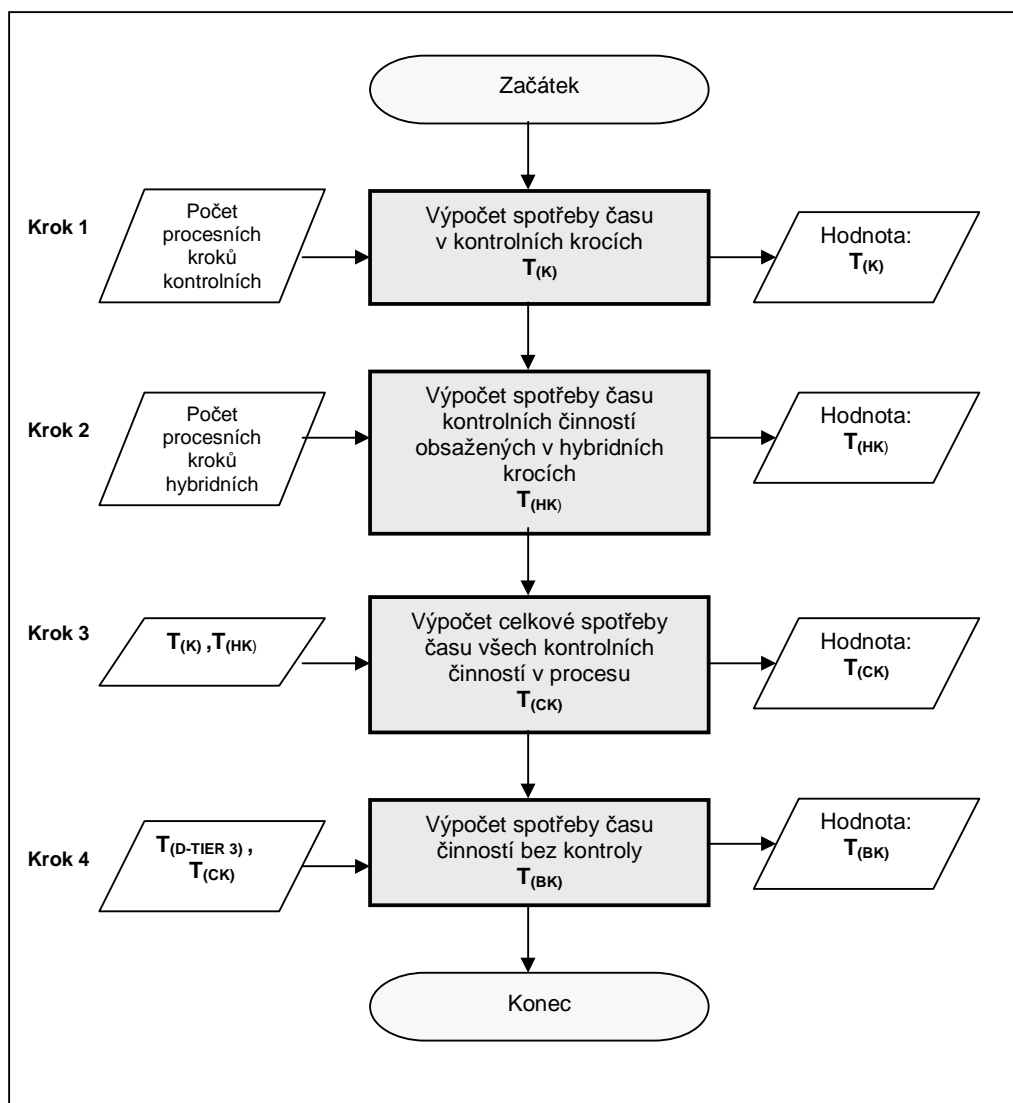 Začátek
Krok 1
Počet
procesních
kroků
kontrolních
Výpočet spotřeby času
v kontrolních krocích
T(K)
Hodnota:
T(K)
Krok 2
Počet
procesních
kroků
hybridních
Výpočet spotřeby času
kontrolních činností
obsažených v hybridních
krocích
T(HK)
Hodnota:
T(HK)
Krok 3
T(K) ,T(HK)
Výpočet celkové spotřeby
času všech kontrolních
činností v procesu
T(CK)
Hodnota:
T(CK)
Krok 4
T(D-TIER 3) ,
T(CK)
Výpočet spotřeby času
činností bez kontroly
T(BK)
Hodnota:
T(BK)
Konec